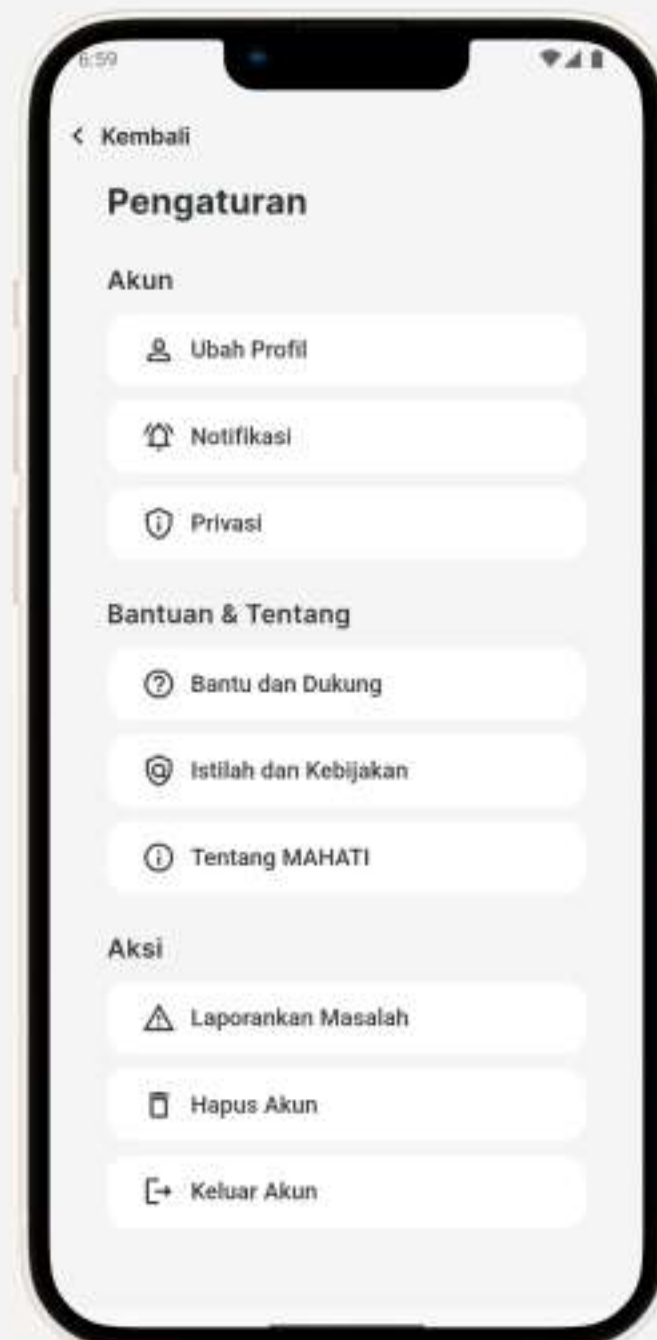 6:59
Kembali
Pengaturan
Akun
Ubah Profil
Notifikasi
Privasi
Bantuan & Tentang
Bantu dan Dukung
Istilah dan Kebijakan
Tentang MAHATI
Aksi
Laporankan Masalah
Hapus Akun
Keluar Akun